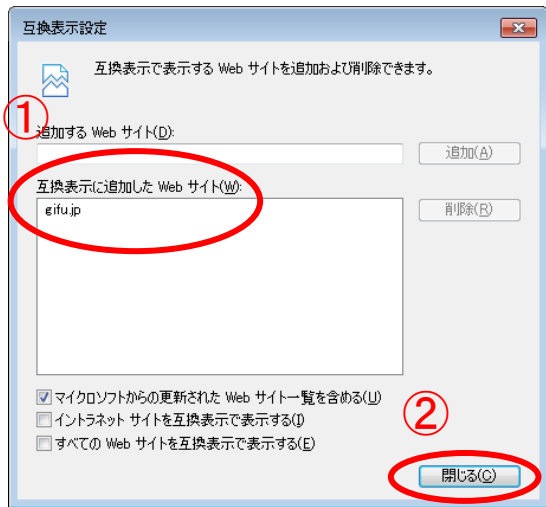 互換表示設定
互換表示で表示する Web サイトを追加および削除できます。
①
追加する Web サイト(D):
追加(A)
互換表示に追加した Web サイト(W):
gifu.jp
削除(R)
マイクロソフトからの更新された Web サイト一覧を含める(U)
イントラネット サイトを互換表示で表示する(I)
②
すべての Web サイトを互換表示で表示する(E)
閉じる(C)